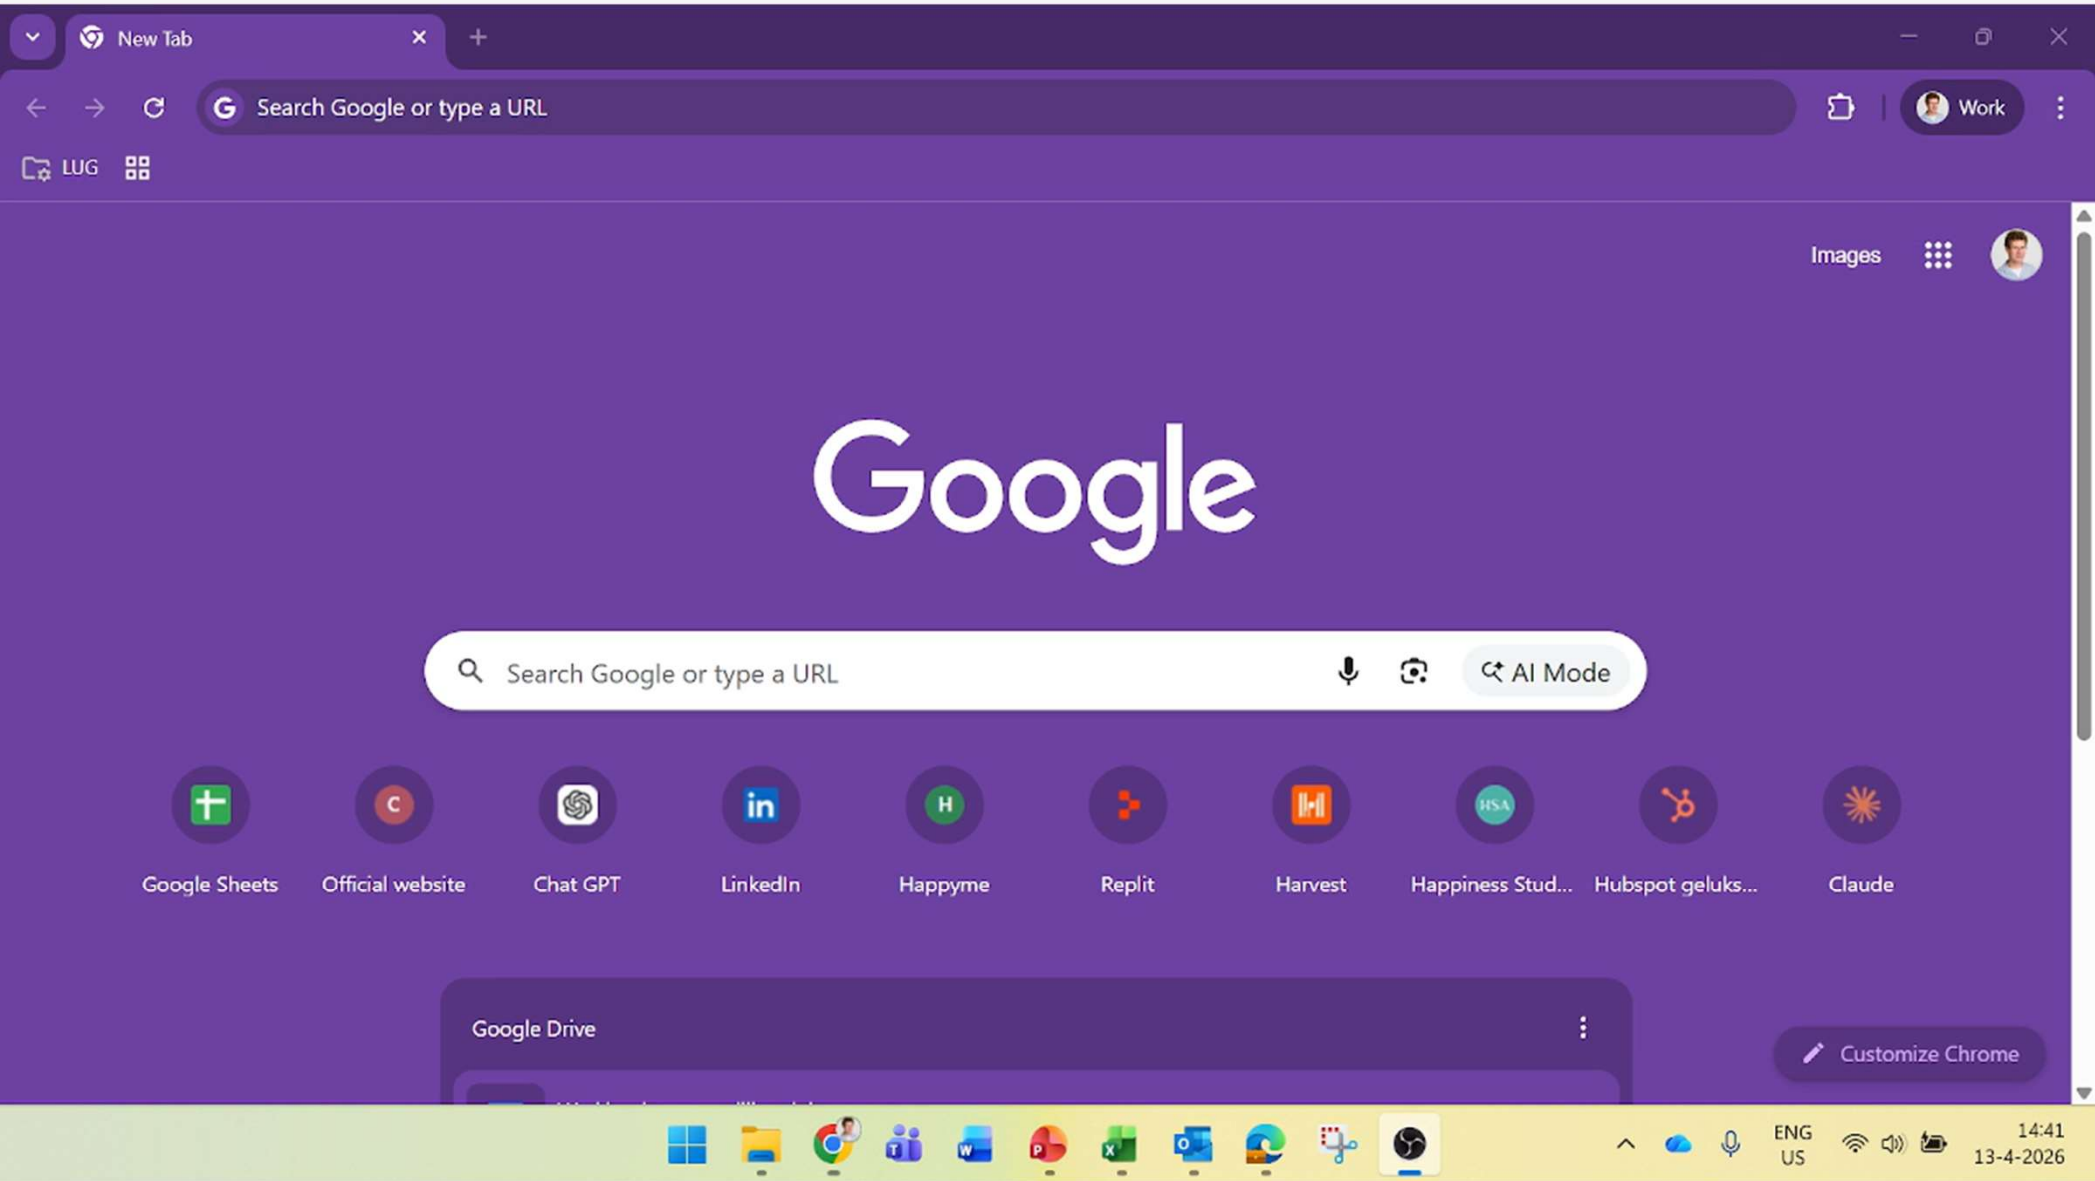 New Tab
Search Google or type a URL
Work
LUG
Images
Google
Search Google or type a URL
AI Mode
Google Sheets
C
Official website
Chat GPT
in
LinkedIn
H
Happyme
Replit
Harvest
HSA
Happiness Stud...
Hubspot geluks...
Claude
Google Drive
Customize Chrome
ENG
US
14:41
13-4-2026